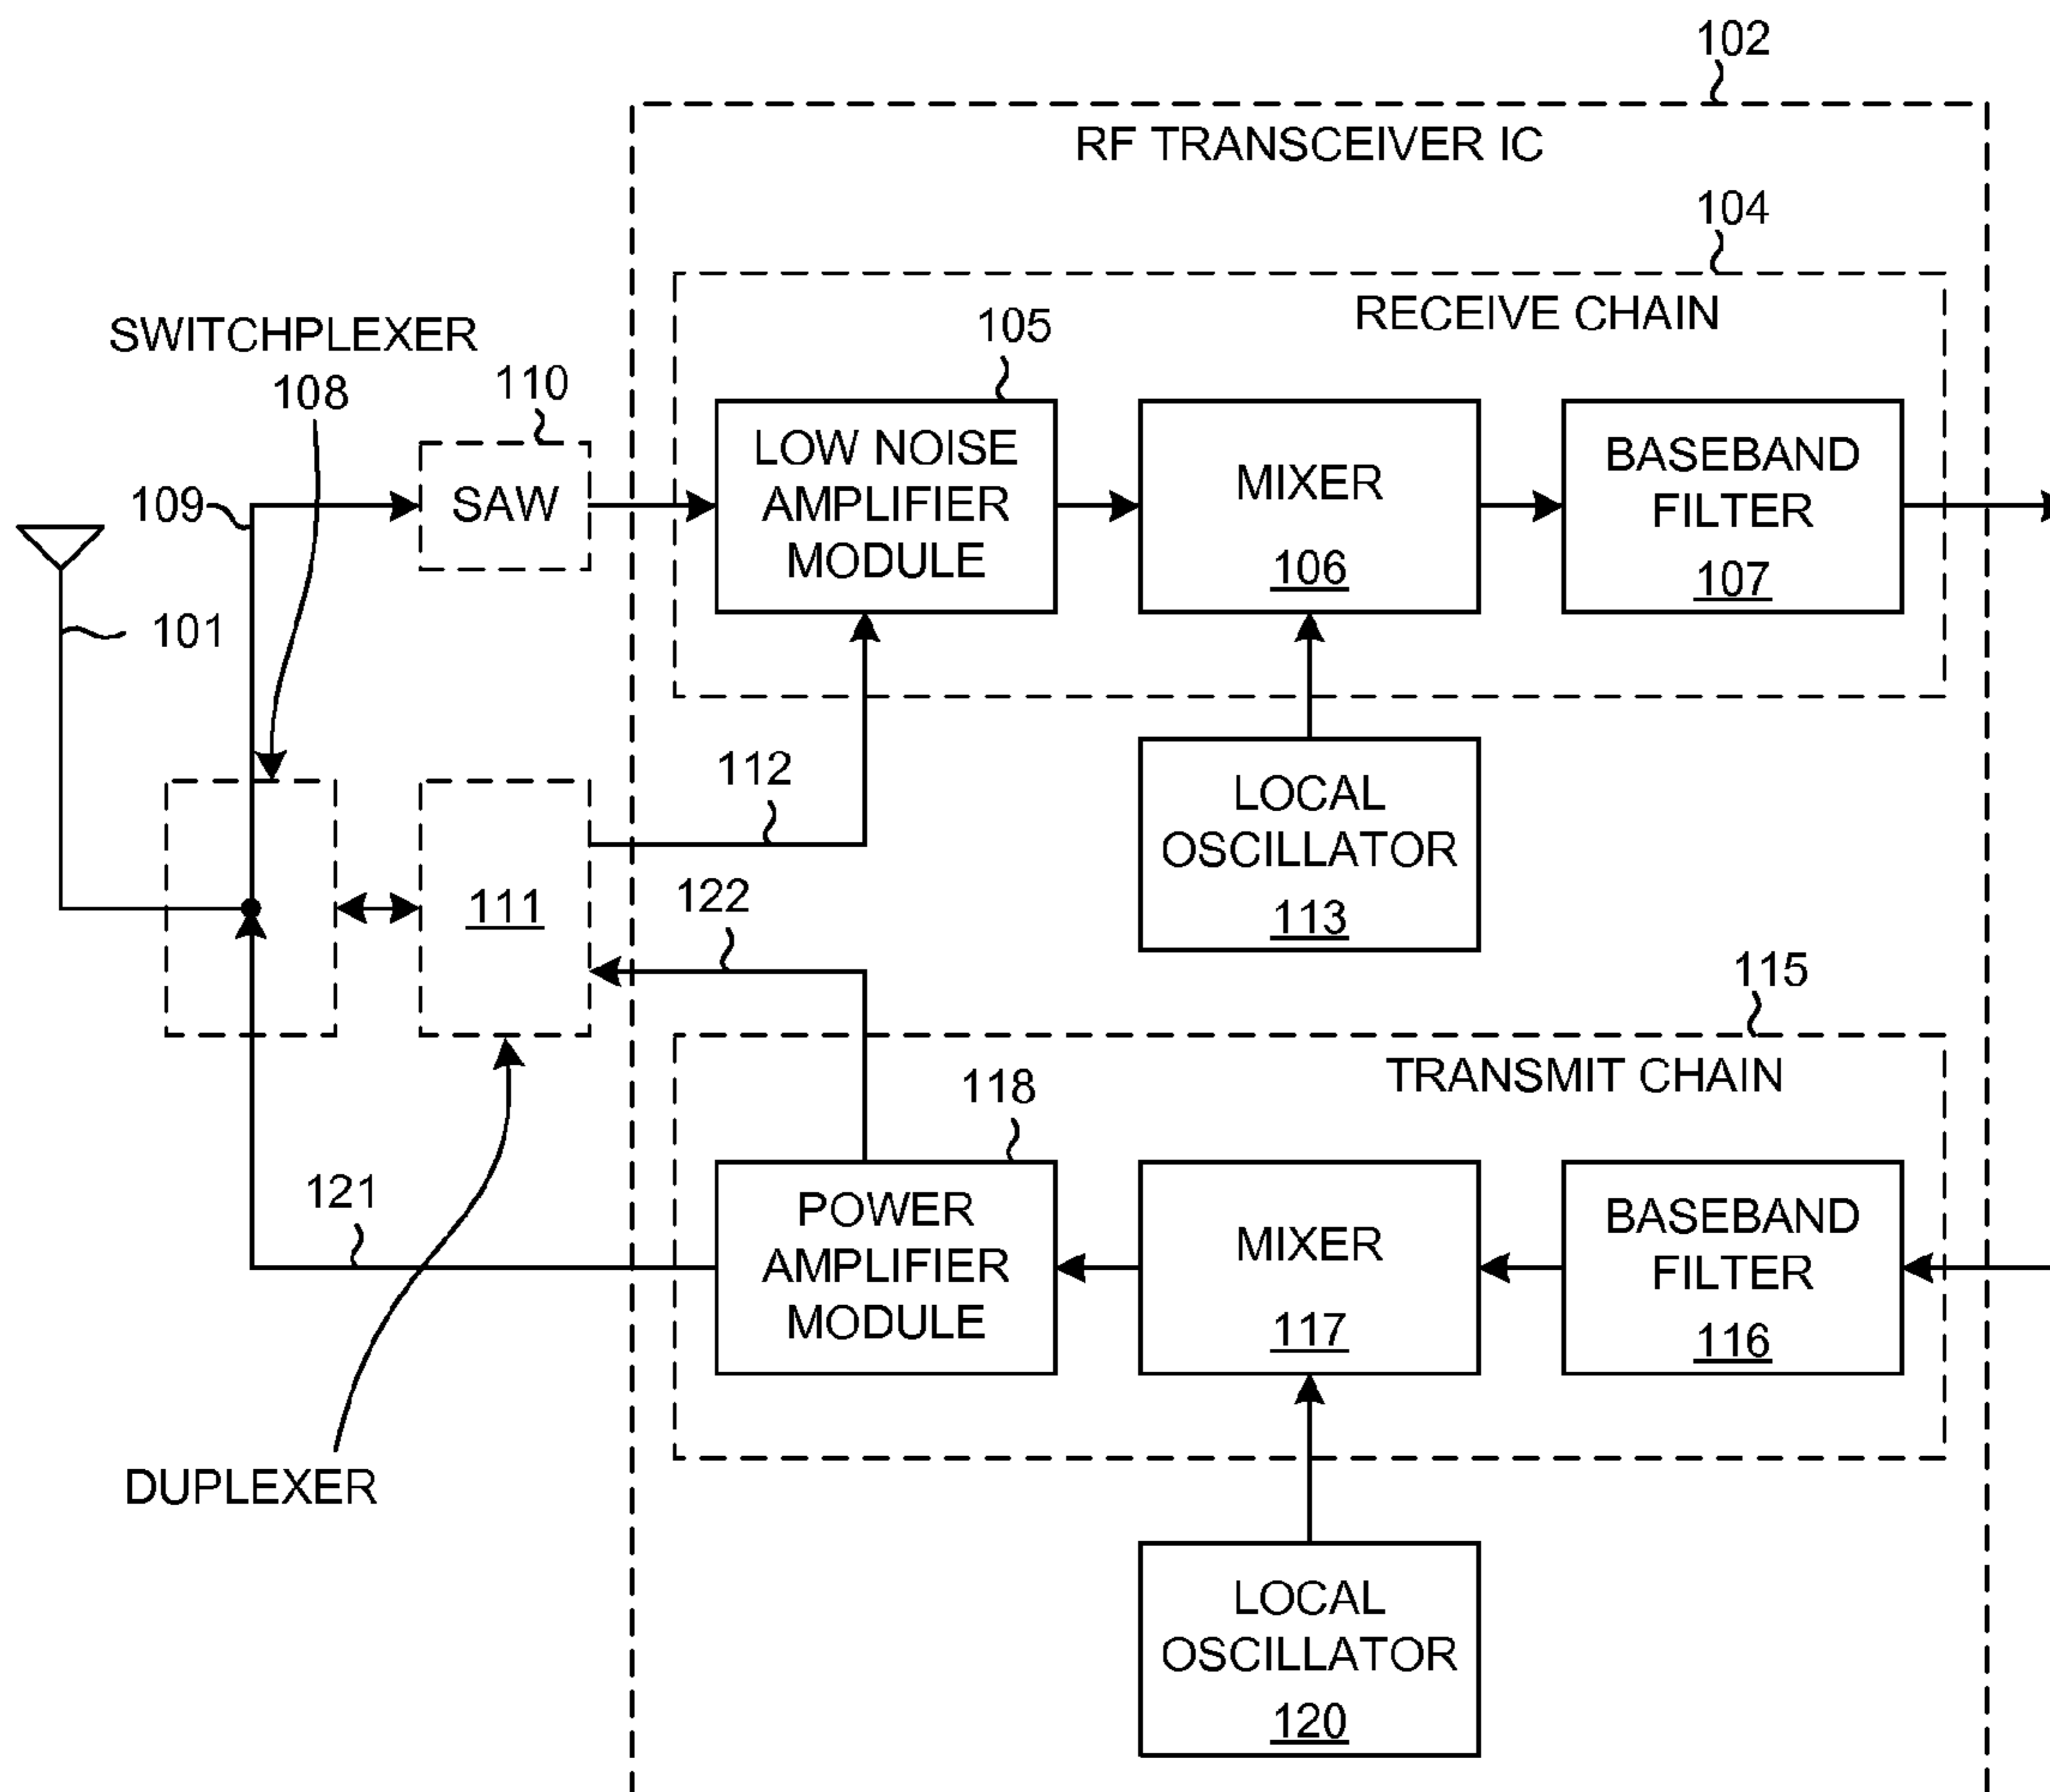 102
RF TRANSCEIVER IC
104
RECEIVE CHAIN
SWITCHPLEXER
108
110
105
109
SAW
LOW NOISE
AMPLIFIER
MODULE
MIXER
106
BASEBAND
FILTER
107
101
112
LOCAL
OSCILLATOR
113
111
122
115
TRANSMIT CHAIN
118
121
POWER
AMPLIFIER
MODULE
MIXER
117
BASEBAND
FILTER
116
DUPLEXER
LOCAL
OSCILLATOR
120